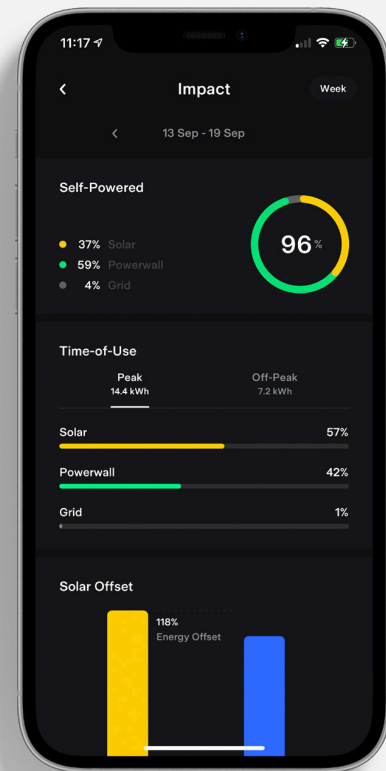 11:17
Impact
Week
13 Sep - 19 Sep
Self-Powered
37% Solar
59% Powerwall
4% Grid
96%
Time-of-Use
Peak
14.4 kWh
Off-Peak
7.2 kWh
Solar
57%
Powerwall
42%
Grid
1%
Solar Offset
118%
Energy Offset